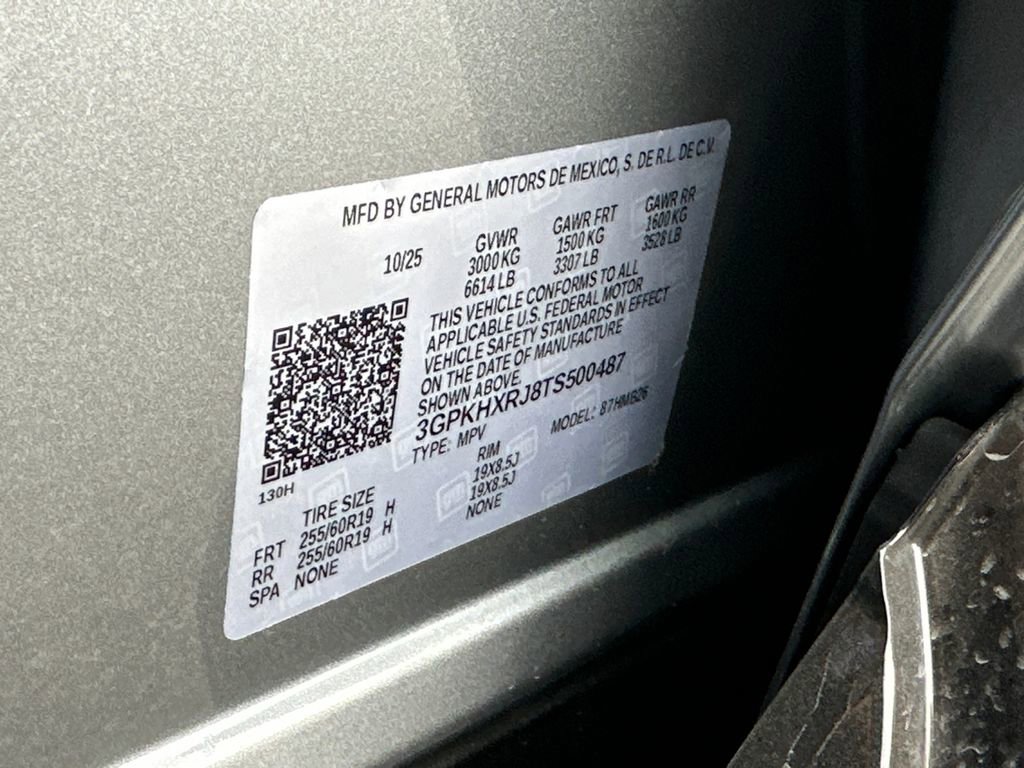 MFD BY GENERAL MOTORS DE MEXICO, S. DE R.L. DE C.V.
10/25 GVWR GAWR FRT GAWR RR
3000 KG 1500 KG 1600 KG
6614 LB 3307 LB 3528 LB
THIS VEHICLE CONFORMS TO ALL
APPLICABLE U.S. FEDERAL MOTOR
VEHICLE SAFETY STANDARDS IN EFFECT
ON THE DATE OF MANUFACTURE
SHOWN ABOVE.
3GPKHXRJ8TS500487
TYPE: MPV MODEL: 87HMB26
130H
TIRE SIZE RIM
FRT 255/60R19 H 19X8.5J
RR 255/60R19 H 19X8.5J
SPA NONE NONE